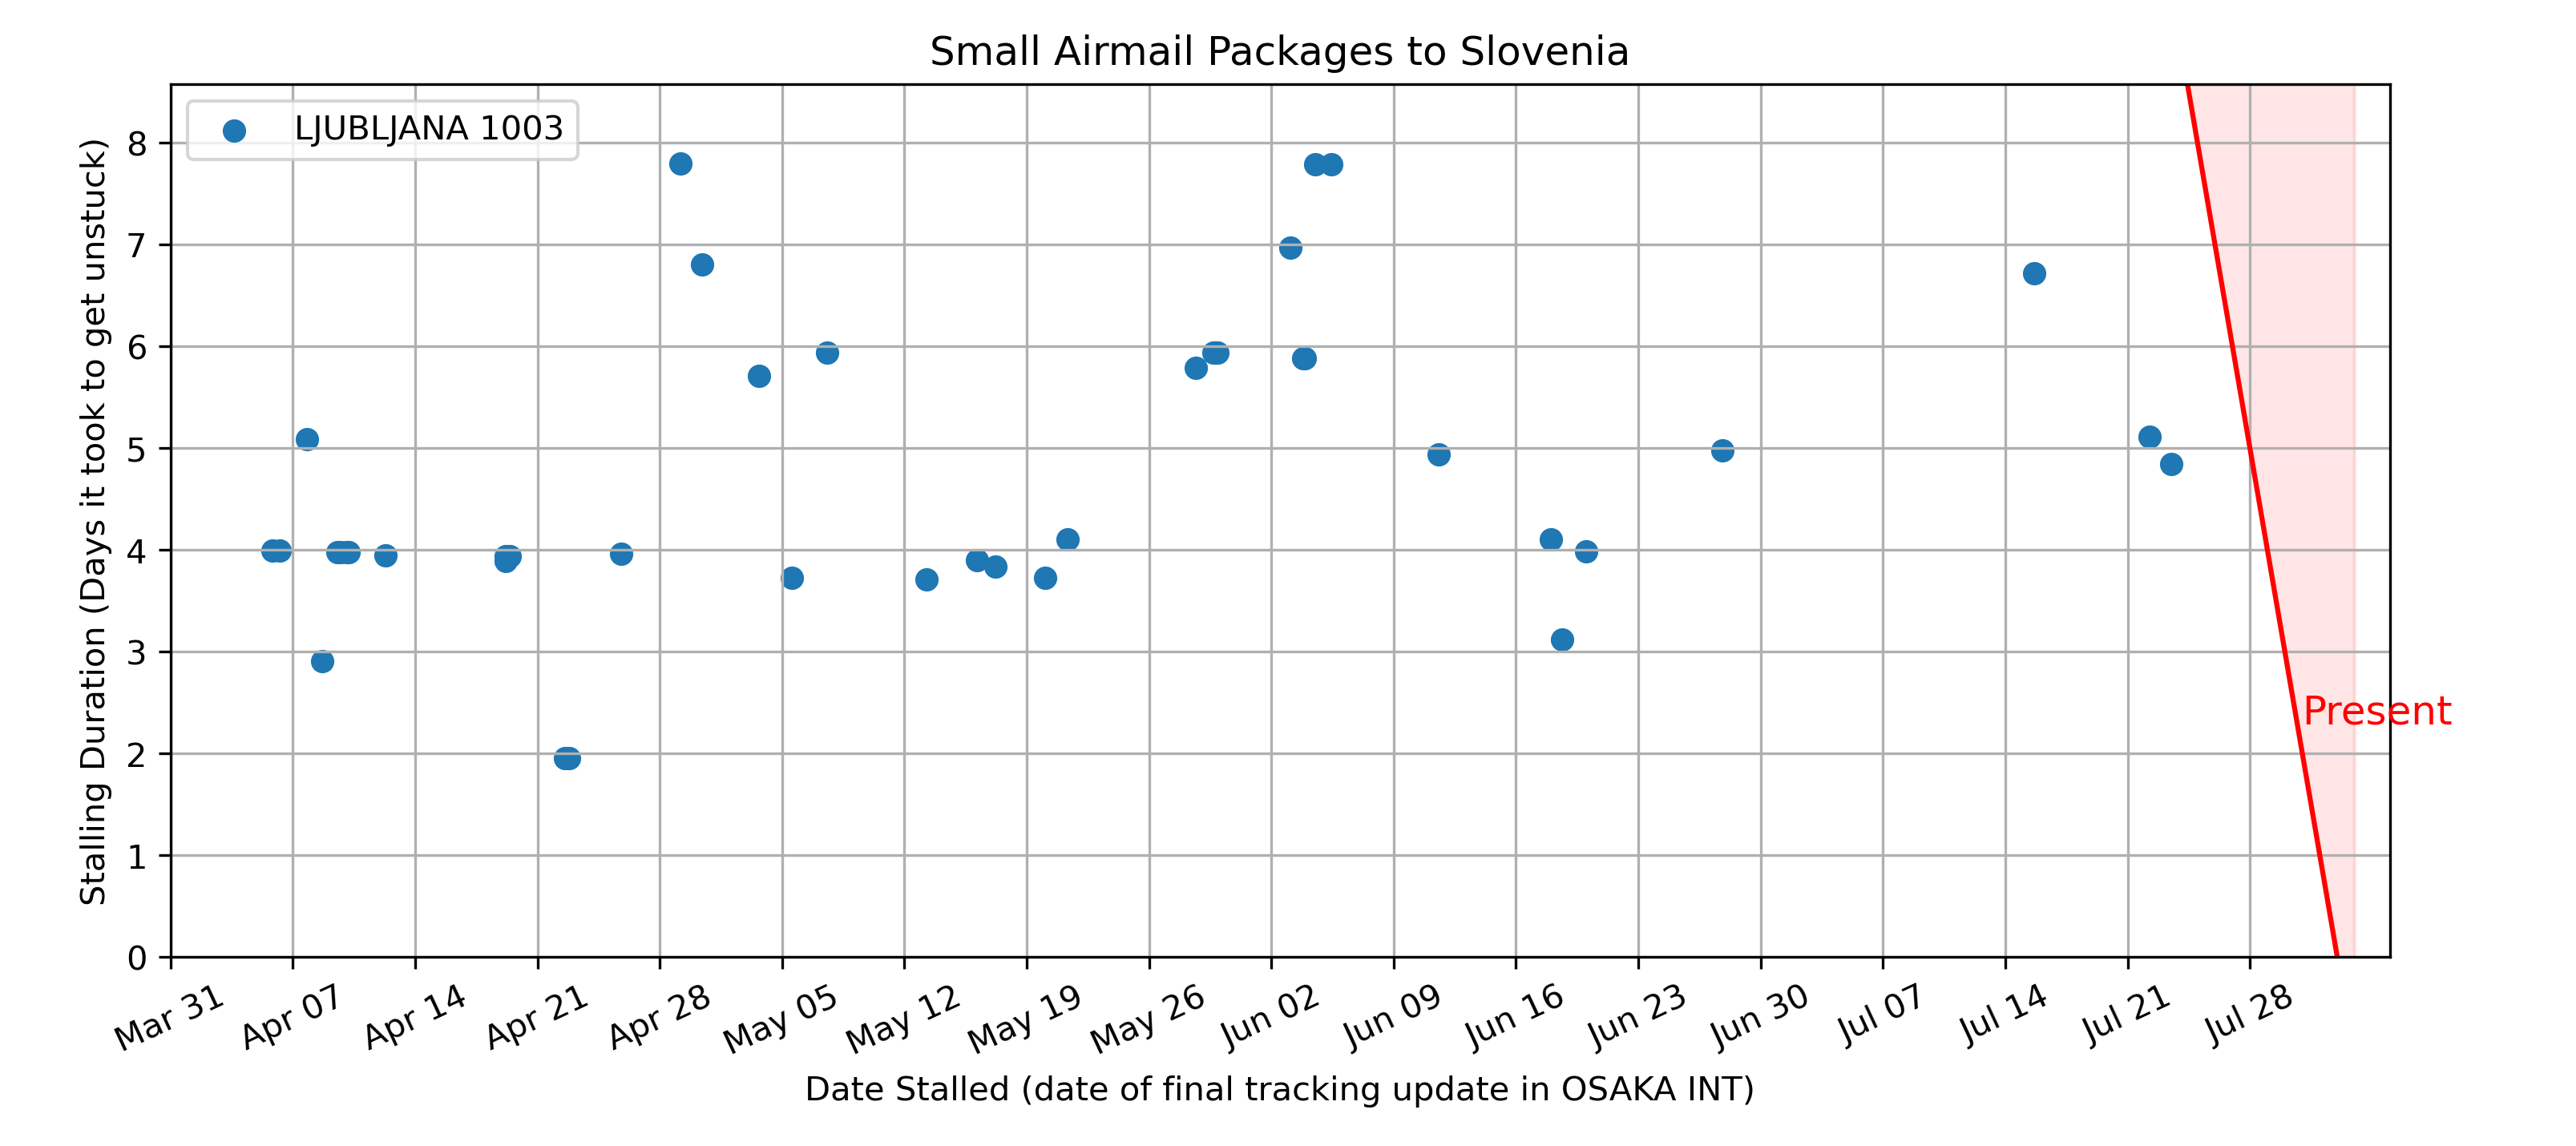 Small Airmail Packages to Slovenia
LJUBLJANA 1003
Stalling Duration (Days it took to get unstuck)
8
7
6
5
4
3
2
1
0
Present
Mar 31 Apr 07 Apr 14 Apr 21 Apr 28 May 05 May 12 May 19 May 26 Jun 02 Jun 09 Jun 16 Jun 23 Jun 30 Jul 07 Jul 14 Jul 21 Jul 28
Date Stalled (date of final tracking update in OSAKA INT)